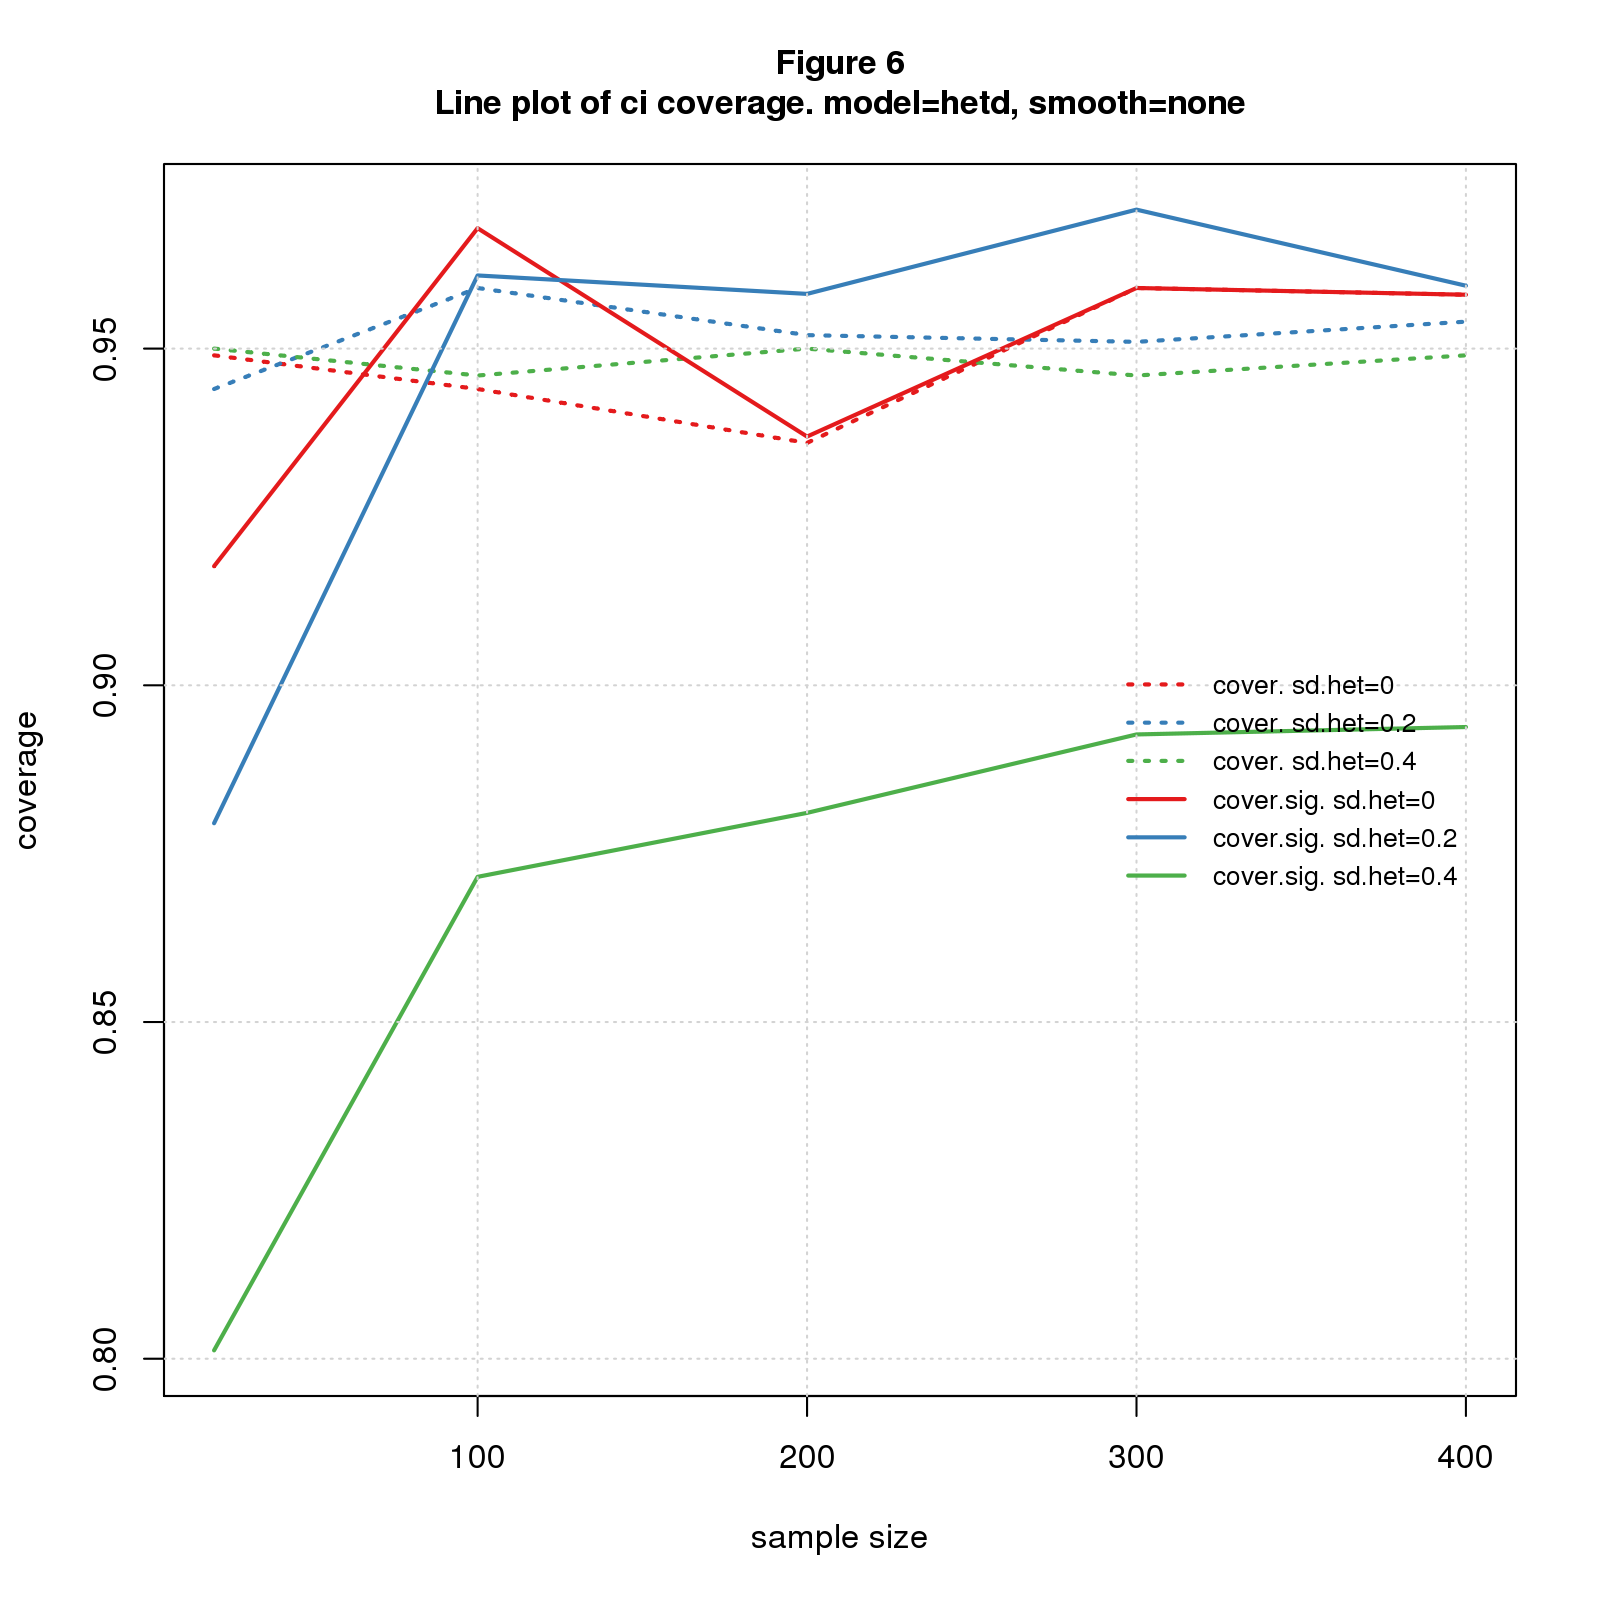 Figure 6
Line plot of ci coverage. model=hetd, smooth=none
coverage
0.95
0.90
0.85
0.80
cover. sd.het=0
cover. sd.het=0.2
cover. sd.het=0.4
cover.sig. sd.het=0
cover.sig. sd.het=0.2
cover.sig. sd.het=0.4
100 200 300 400
sample size